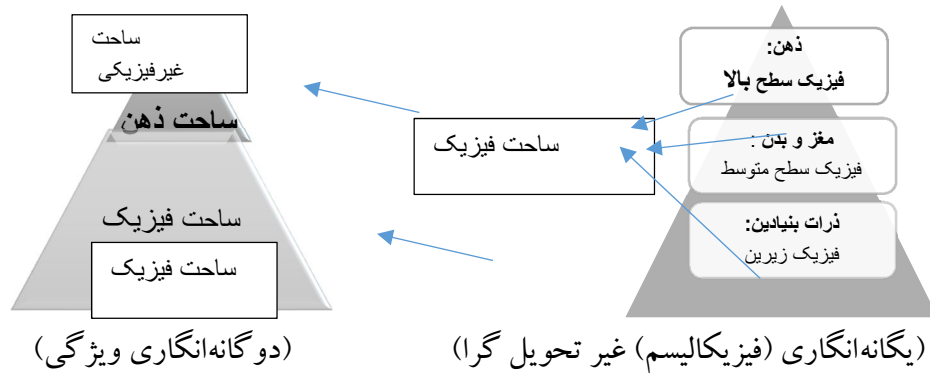 ذهن:
فیزیک سطح بالا
مغز و بدن :
فیزیک سطح متوسط
ذرات بنیادین:
فیزیک زیرین
ساحت فیزیک
(یگانه‌انگاری (فیزیکالیسم) غیر تحویل گرا)
ساحت
غیرفیزیکی
ساحت ذهن
ساحت فیزیک
ساحت فیزیک
(دوگانه‌انگاری ویژگی)